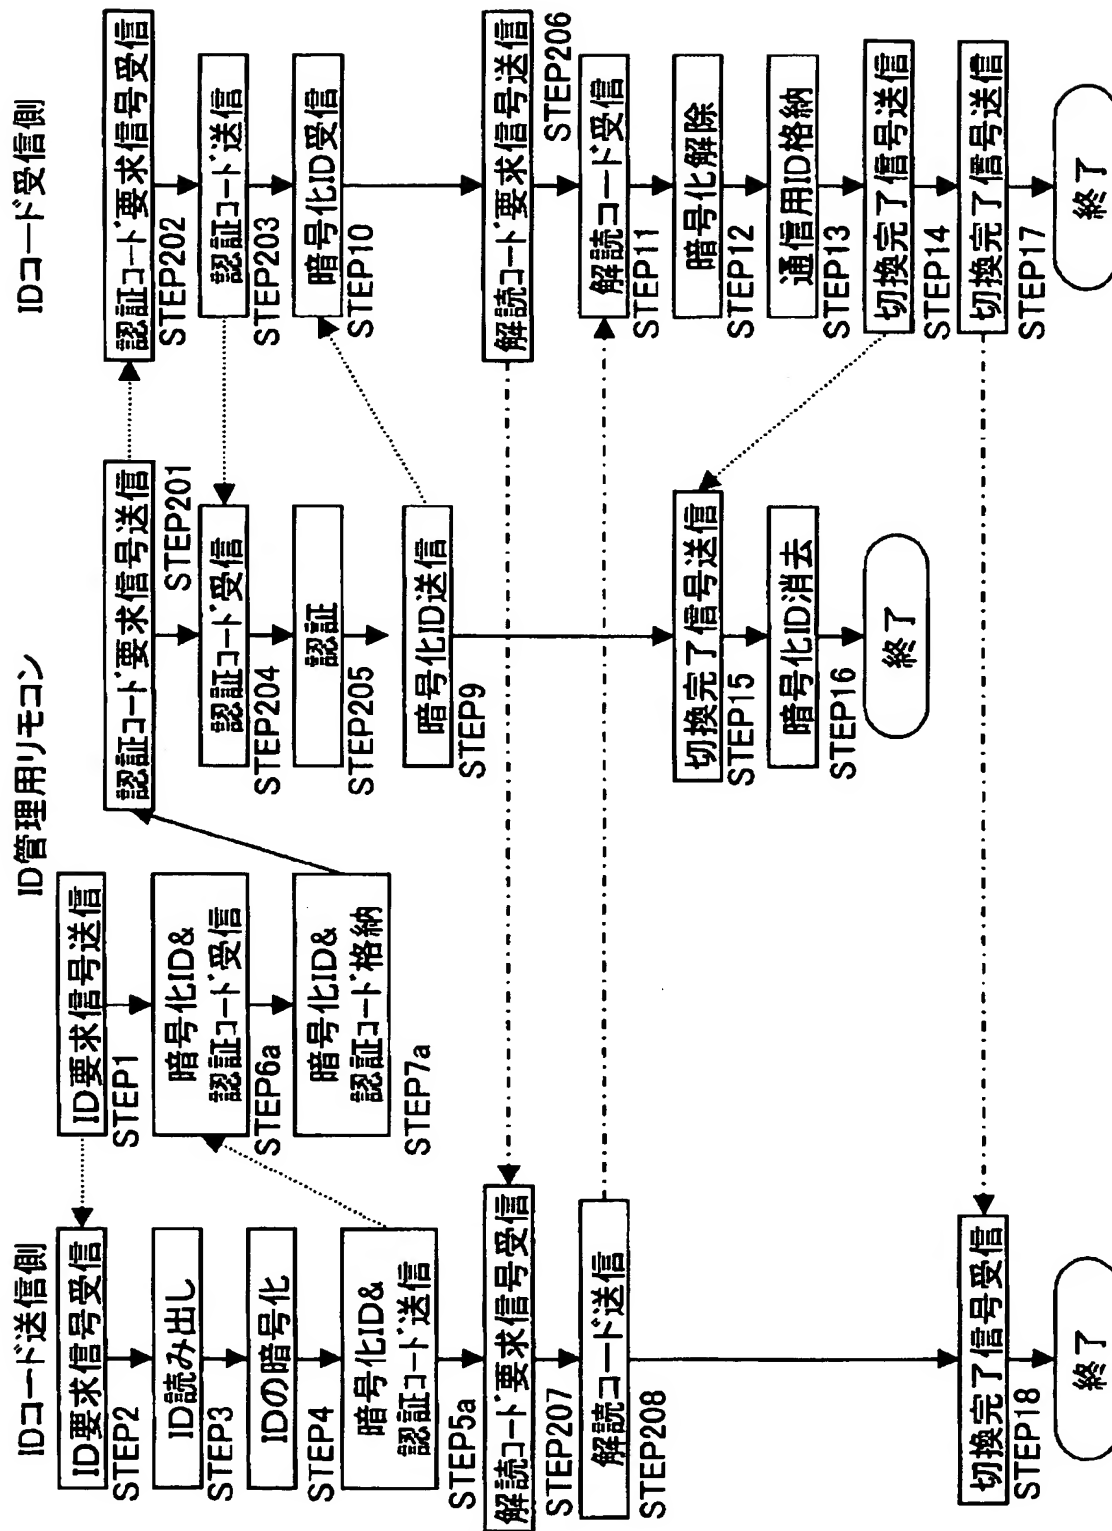 IDコード送信側
ID要求信号受信
STEP2
ID読み出し
STEP3
IDの暗号化
STEP4
暗号化ID&
認証コード送信
STEP5a
解読コード要求信号受信
STEP207
解読コード送信
STEP208
切換完了信号受信
STEP18
終了
ID管理用リモコン
ID要求信号送信
STEP1
暗号化ID&
認証コード受信
STEP6a
暗号化ID&
認証コード格納
STEP7a
認証コード要求信号送信
STEP201
認証コード受信
STEP204
認証
STEP205
暗号化ID送信
STEP9
切換完了信号送信
STEP15
暗号化ID消去
STEP16
終了
IDコード受信側
認証コード要求信号受信
STEP202
認証コード送信
STEP203
暗号化ID受信
STEP10
解読コード要求信号送信
STEP206
解読コード受信
STEP11
暗号化解除
STEP12
通信用ID格納
STEP13
切換完了信号送信
STEP14
切換完了信号送信
STEP17
終了